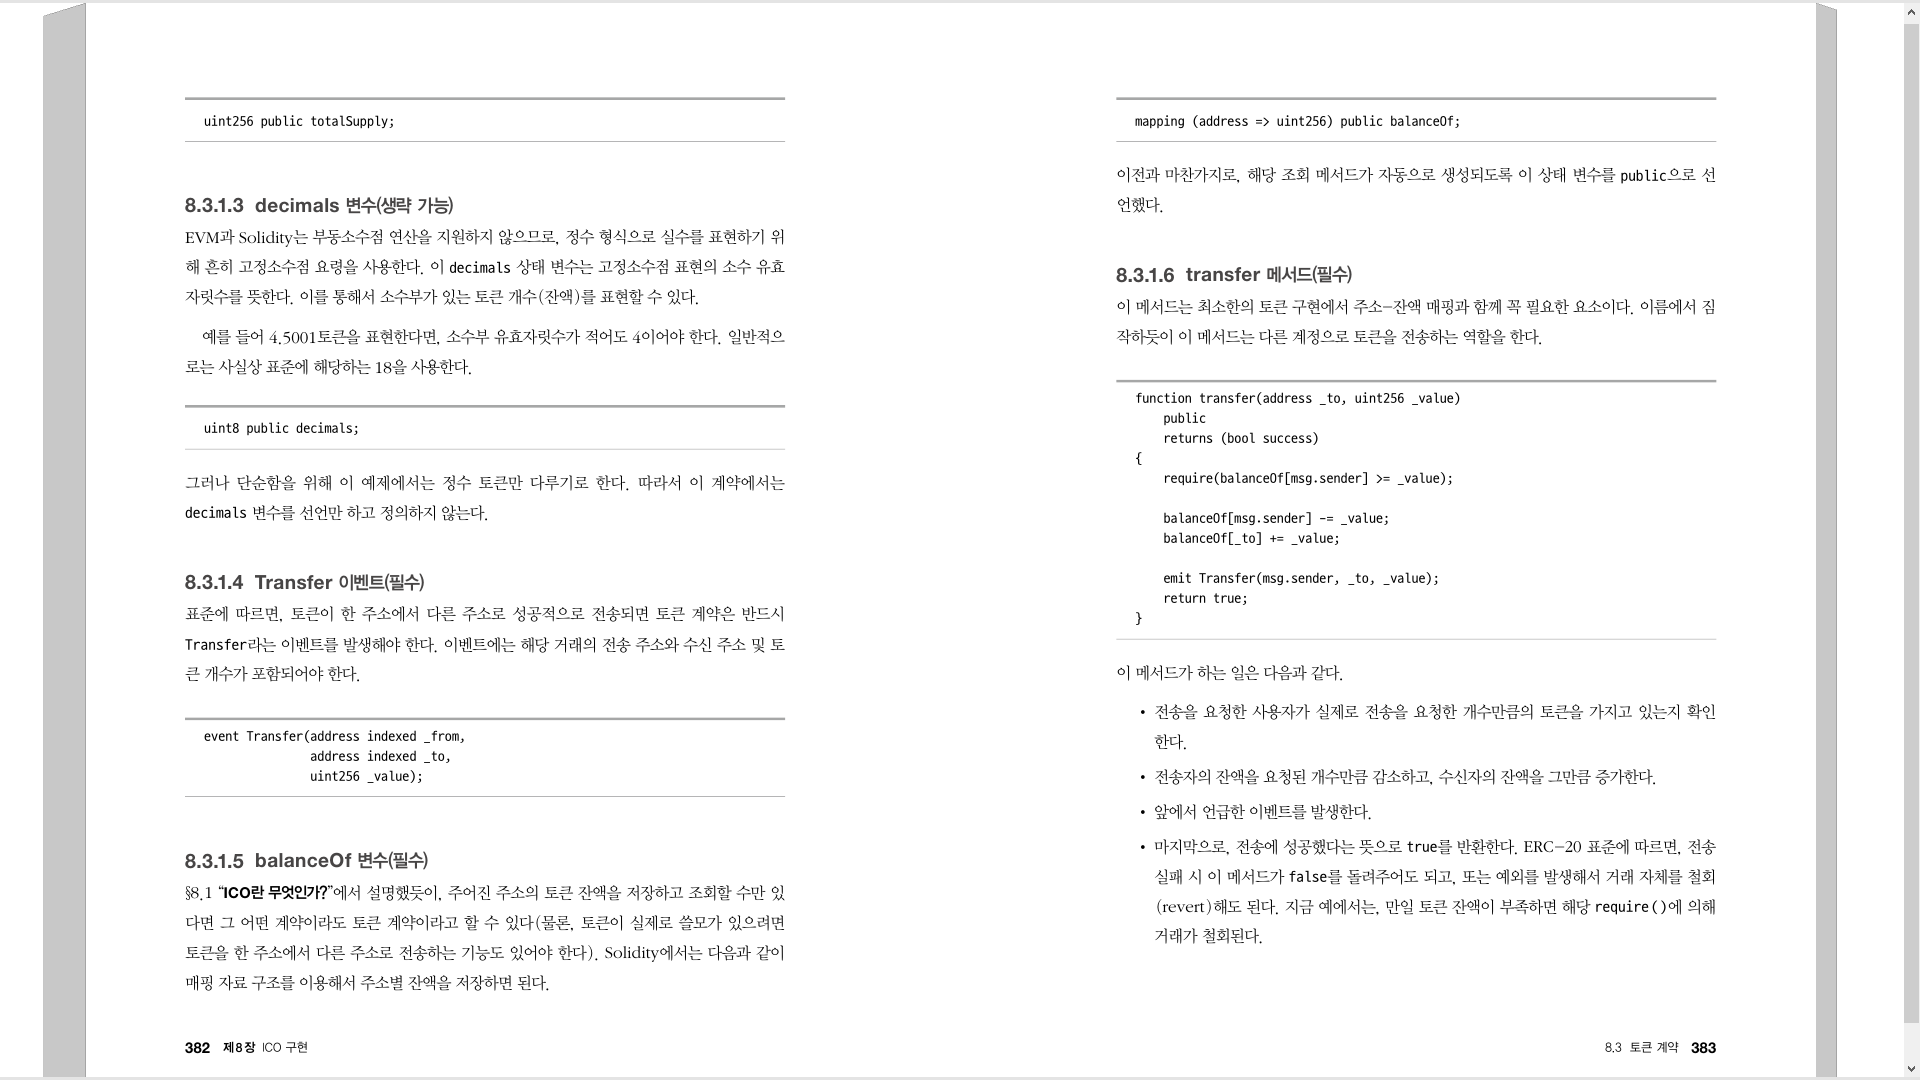 uint256 public totalSupply;
8.3.1.3 decimals 변수(생략 가능)
EVM과 Solidity는 부동소수점 연산을 지원하지 않으므로, 정수 형식으로 실수를 표현하기 위
해 흔히 고정소수점 요령을 사용한다. 이 decimals 상태 변수는 고정소수점 표현의 소수 유효
자릿수를 뜻한다. 이를 통해서 소수부가 있는 토큰 개수(잔액)를 표현할 수 있다.
예를 들어 4.5001토큰을 표현한다면, 소수부 유효자릿수가 적어도 4이어야 한다. 일반적으
로는 사실상 표준에 해당하는 18을 사용한다.
uint8 public decimals;
그러나 단순함을 위해 이 예제에서는 정수 토큰만 다루기로 한다. 따라서 이 계약에서는
decimals 변수를 선언만 하고 정의하지 않는다.
8.3.1.4 Transfer 이벤트(필수)
표준에 따르면, 토큰이 한 주소에서 다른 주소로 성공적으로 전송되면 토큰 계약은 반드시
Transfer라는 이벤트를 발생해야 한다. 이벤트에는 해당 거래의 전송 주소와 수신 주소 및 토
큰 개수가 포함되어야 한다.
event Transfer(address indexed _from,
address indexed _to,
uint256 _value);
8.3.1.5 balanceOf 변수(필수)
§8.1 “ICO란 무엇인가?”에서 설명했듯이, 주어진 주소의 토큰 잔액을 저장하고 조회할 수만 있
다면 그 어떤 계약이라도 토큰 계약이라고 할 수 있다(물론, 토큰이 실제로 쓸모가 있으려면
토큰을 한 주소에서 다른 주소로 전송하는 기능도 있어야 한다). Solidity에서는 다음과 같이
매핑 자료 구조를 이용해서 주소별 잔액을 저장하면 된다.
382 제8장 ICO 구현
mapping (address => uint256) public balanceOf;
이전과 마찬가지로, 해당 조회 메서드가 자동으로 생성되도록 이 상태 변수를 public으로 선
언했다.
8.3.1.6 transfer 메서드(필수)
이 메서드는 최소한의 토큰 구현에서 주소–잔액 매핑과 함께 꼭 필요한 요소이다. 이름에서 짐
작하듯이 이 메서드는 다른 계정으로 토큰을 전송하는 역할을 한다.
function transfer(address _to, uint256 _value)
public
returns (bool success)
{
require(balanceOf[msg.sender] >= _value);
balanceOf[msg.sender] -= _value;
balanceOf[_to] += _value;
emit Transfer(msg.sender, _to, _value);
return true;
}
이 메서드가 하는 일은 다음과 같다.
• 전송을 요청한 사용자가 실제로 전송을 요청한 개수만큼의 토큰을 가지고 있는지 확인
한다.
• 전송자의 잔액을 요청된 개수만큼 감소하고, 수신자의 잔액을 그만큼 증가한다.
• 앞에서 언급한 이벤트를 발생한다.
• 마지막으로, 전송에 성공했다는 뜻으로 true를 반환한다. ERC–20 표준에 따르면, 전송
실패 시 이 메서드가 false를 돌려주어도 되고, 또는 예외를 발생해서 거래 자체를 철회
(revert)해도 된다. 지금 예에서는, 만일 토큰 잔액이 부족하면 해당 require()에 의해
거래가 철회된다.
8.3 토큰 계약 383